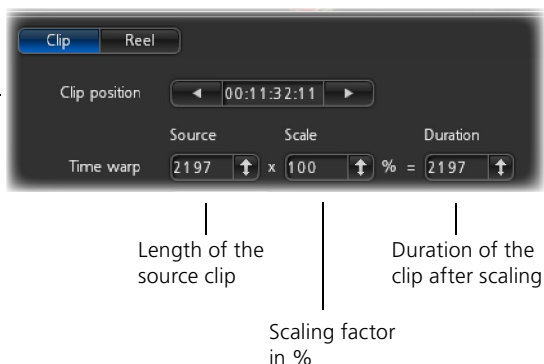 Clip Reel
Clip position 00:11:32:11
Source Scale Duration
Time warp 2197 x 100 % = 2197
Length of the Duration of the
source clip clip after scaling
Scaling factor
in %